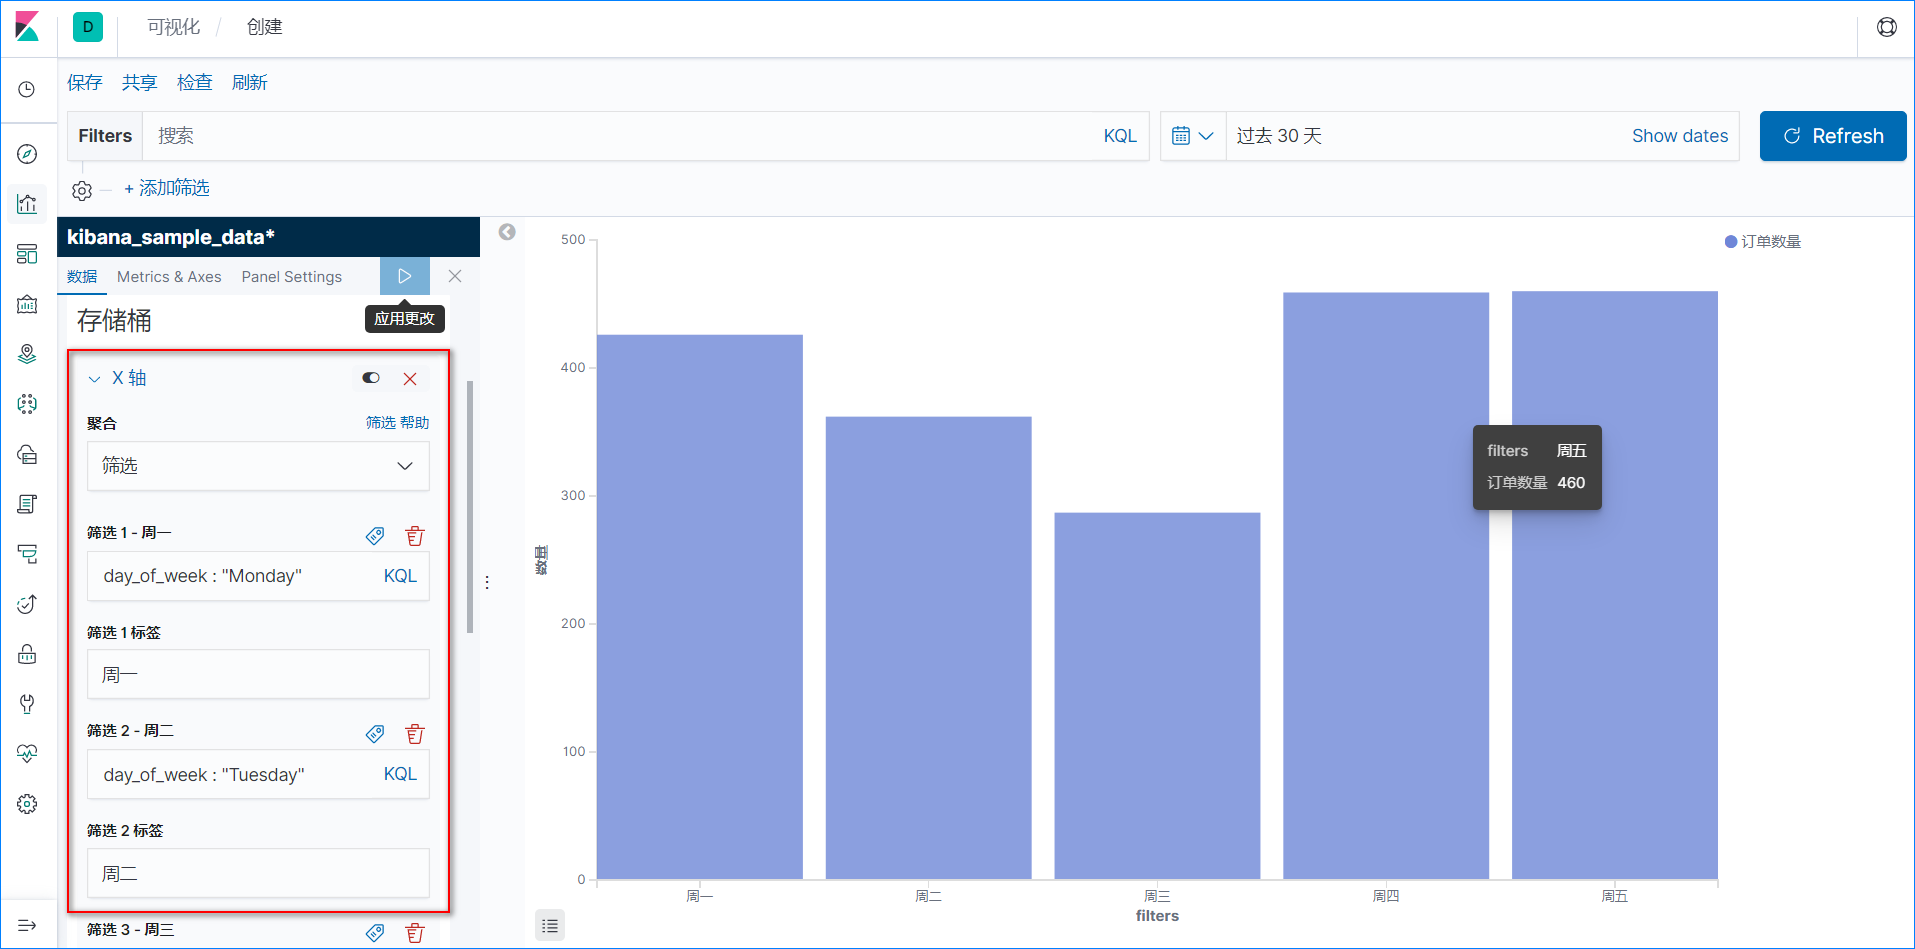 D 可视化 / 创建
保存 共享 检查 刷新
Filters 搜索 KQL 过去 30 天 Show dates Refresh
+ 添加筛选
kibana_sample_data*
数据 Metrics & Axes Panel Settings
应用更改
存储桶
X 轴
聚合 筛选 帮助
筛选
筛选 1 - 周一
day_of_week : "Monday" KQL
筛选 1 标签
周一
筛选 2 - 周二
day_of_week : "Tuesday" KQL
筛选 2 标签
周二
筛选 3 - 周三
订单数量
500
400
300
200
100
0
数量
filters 周五
订单数量 460
周一 周二 周三 周四 周五
filters